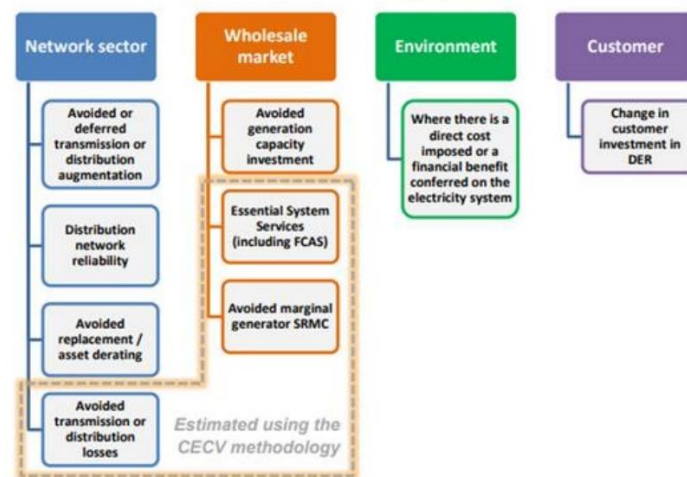 Network sector
Avoided or
deferred transmission or
distribution
augmentation
Distribution
network
reliability
Avoided
replacement /
asset derating
Avoided
transmission or
distribution
losses
Wholesale
market
Avoided
generation
capacity
investment
Essential System
Services
(including FCAS)
Avoided marginal
generator SRMC
Estimated using the
CECV methodology
Environment
Where there is a
direct cost
imposed or a
financial benefit
conferred on the
electricity system
Customer
Change in
customer
investment in
DER